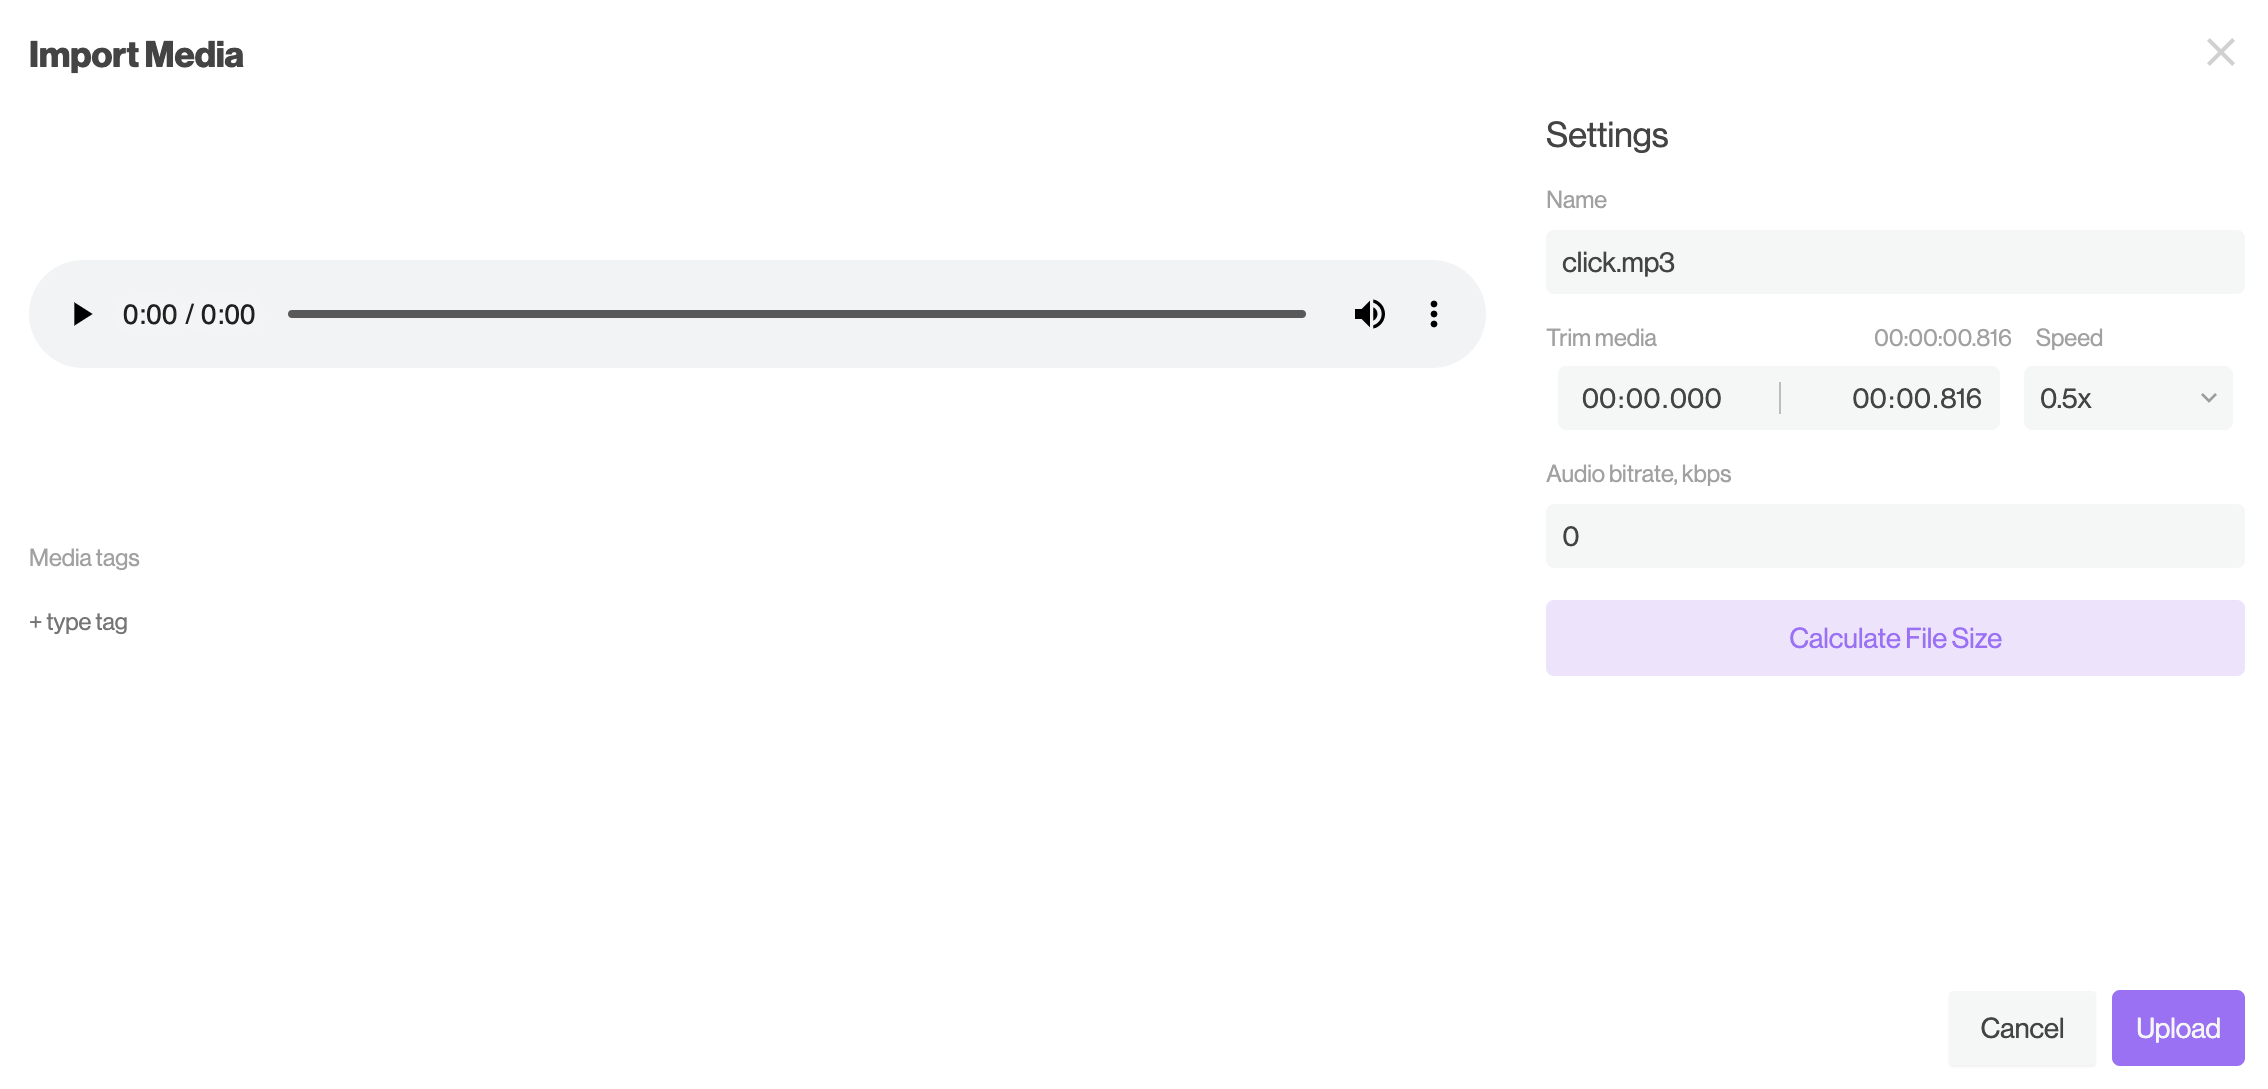 Import Media
0:00 / 0:00
Media tags
+ type tag
Settings
Name
click.mp3
Trim media 00:00:00.816 Speed
00:00.000 00:00.816 0.5x
Audio bitrate, kbps
0
Calculate File Size
Cancel Upload